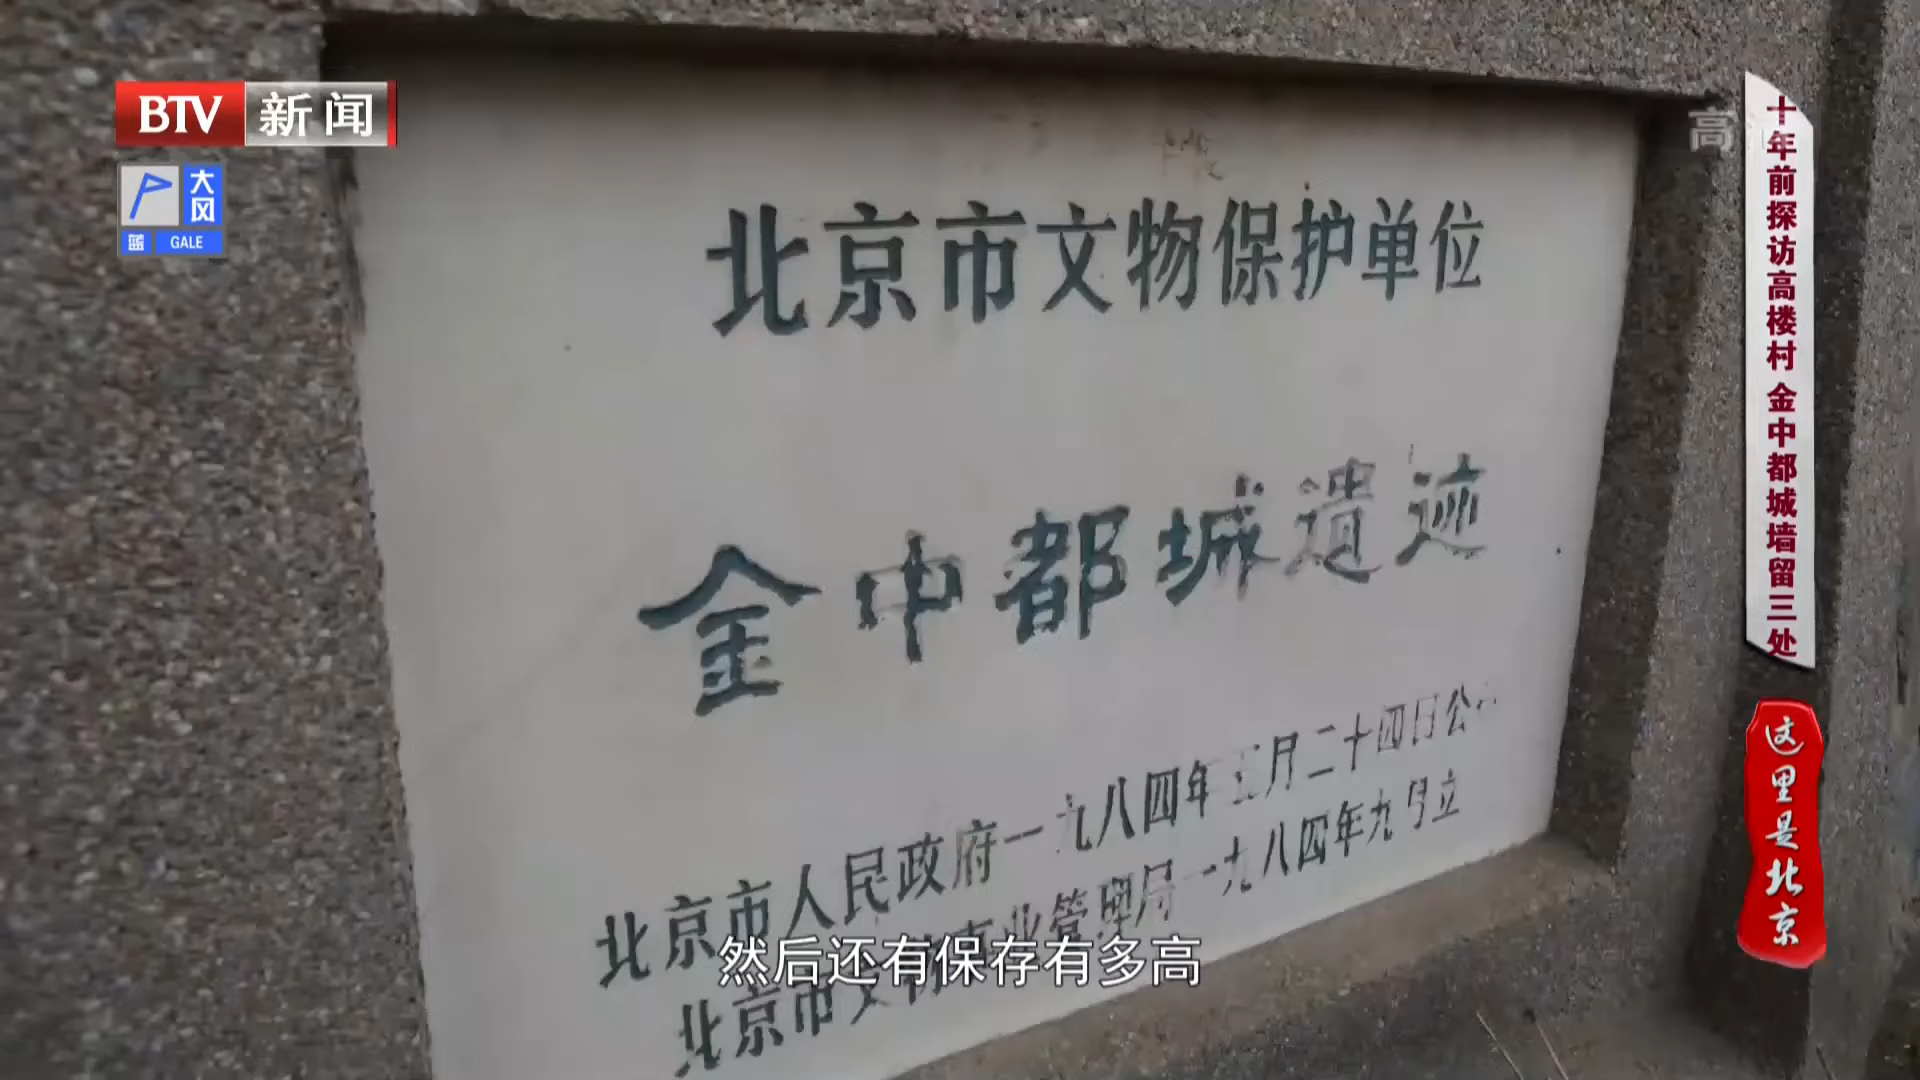 BTV 新闻
大风
蓝 GALE
高
十年前探访高楼村 金中都城墙留三处
这里是北京
北京市文物保护单位
金中都城遗迹
北京市人民政府一九八四年五月二十四日公
北京市文物事业管理局一九八四年九月立
然后还有保存有多高